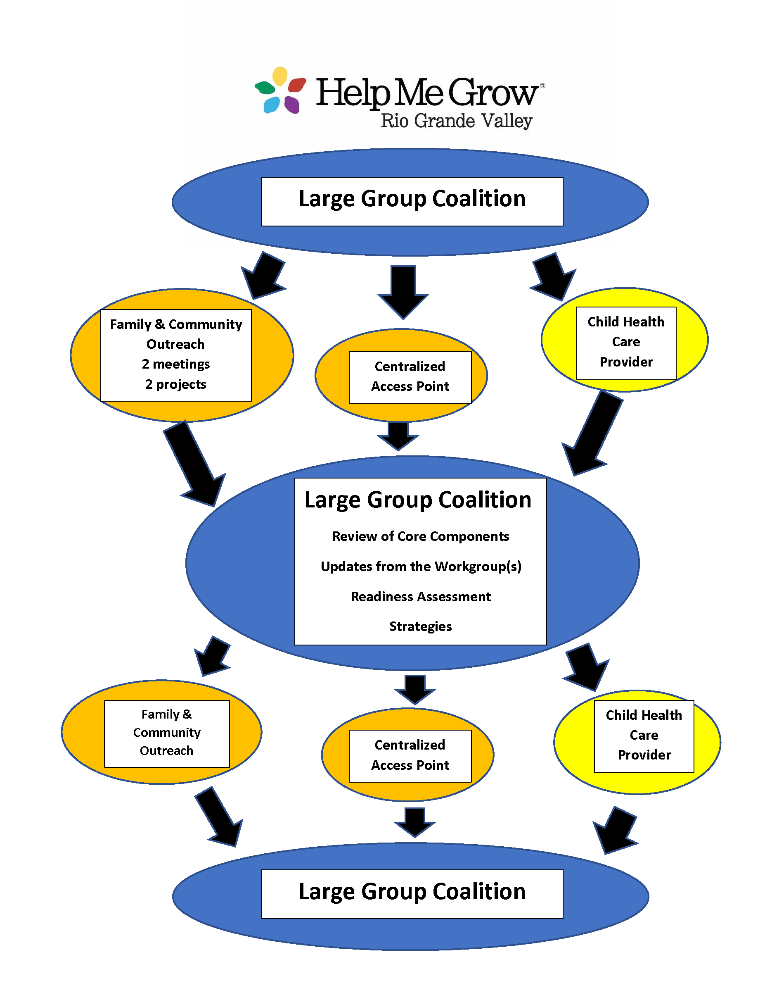 Help Me Grow®
Rio Grande Valley
Large Group Coalition
Family & Community
Outreach
2 meetings
2 projects
Centralized
Access Point
Child Health
Care
Provider
Large Group Coalition
Review of Core Components
Updates from the Workgroup(s)
Readiness Assessment
Strategies
Family &
Community
Outreach
Centralized
Access Point
Child Health
Care
Provider
Large Group Coalition